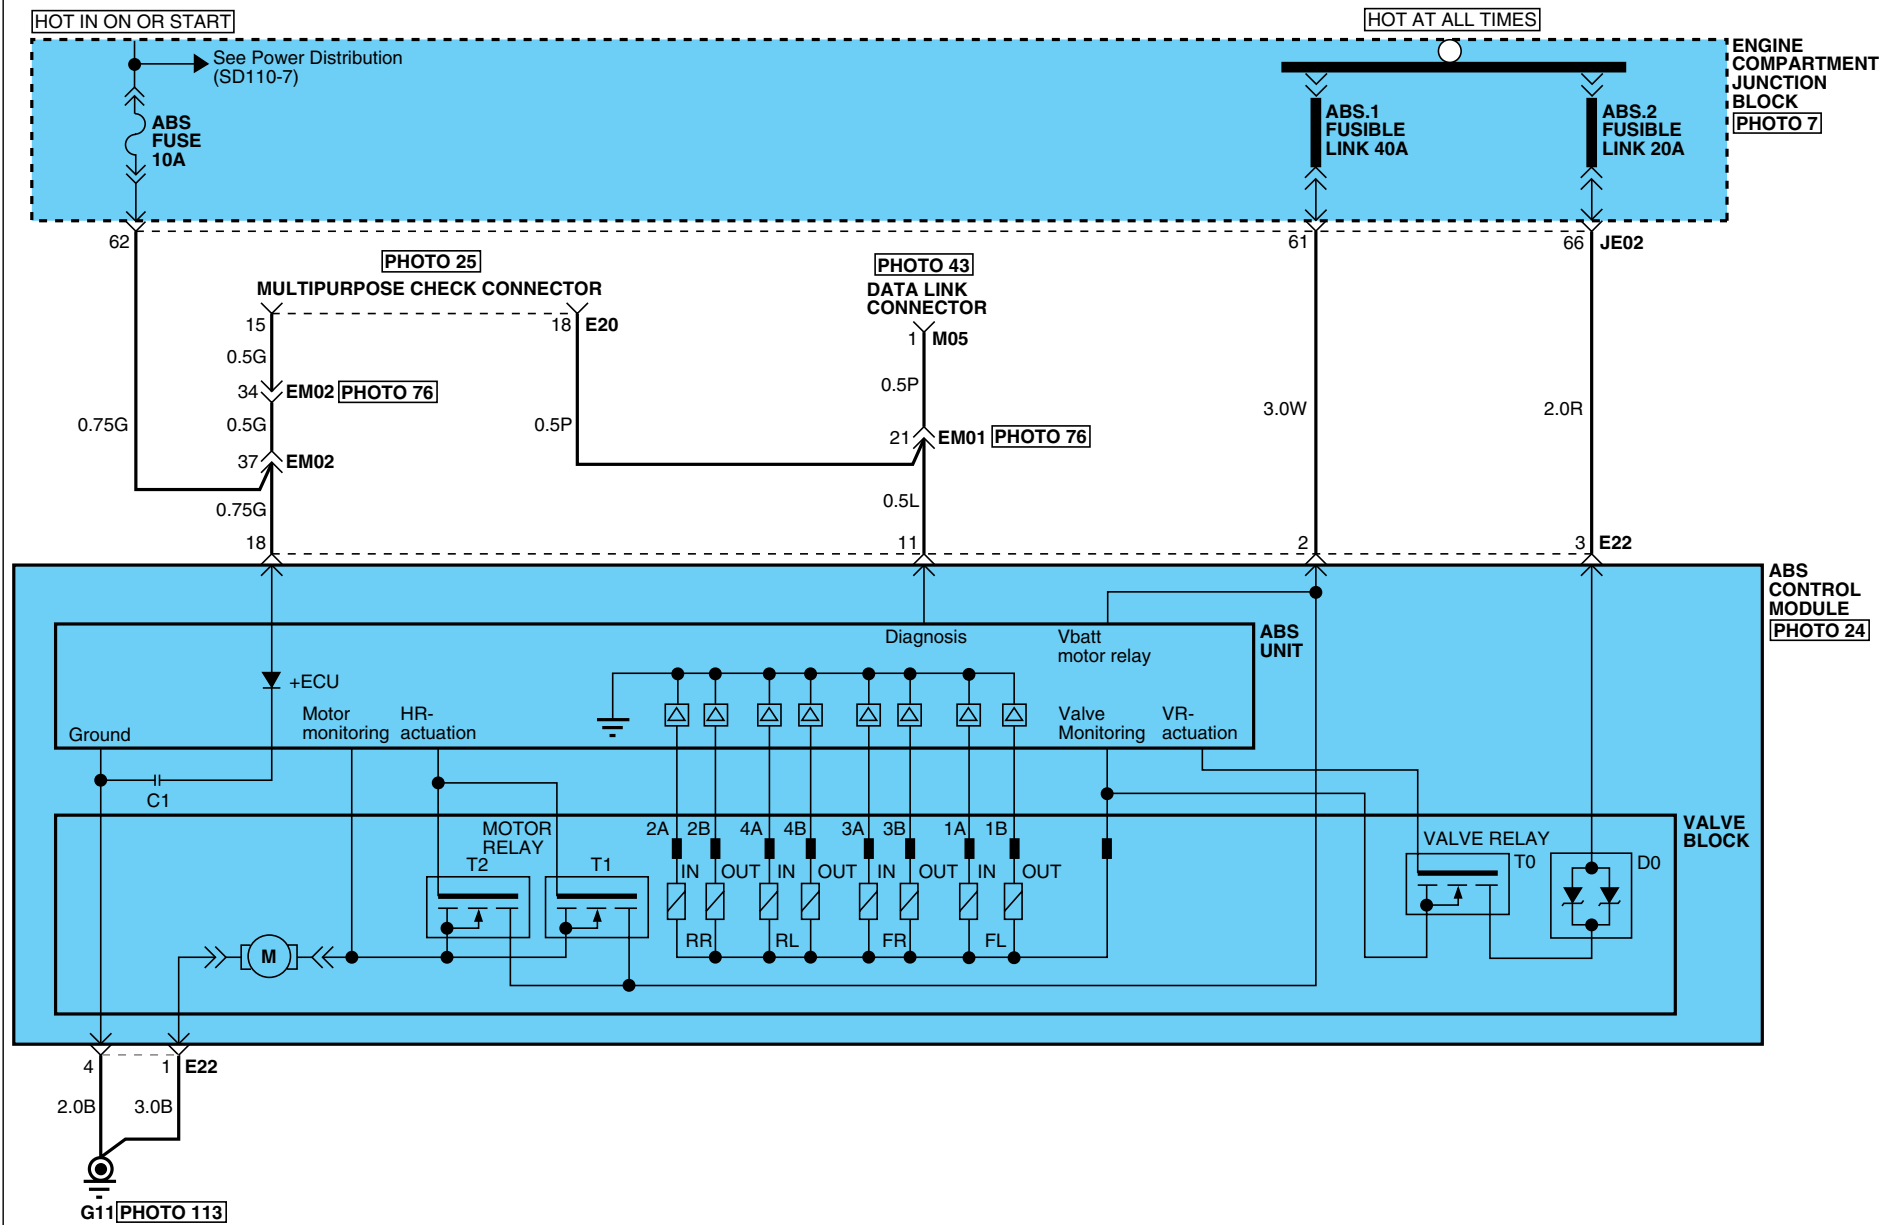 HOT IN ON OR START
HOT AT ALL TIMES
See Power Distribution
(SD110-7)
ABS
FUSE
10A
ABS.1
FUSIBLE
LINK 40A
ABS.2
FUSIBLE
LINK 20A
ENGINE
COMPARTMENT
JUNCTION
BLOCK
PHOTO 7
62
61
66
JE02
PHOTO 25
MULTIPURPOSE CHECK CONNECTOR
15
18
E20
PHOTO 43
DATA LINK
CONNECTOR
1
M05
0.5G
34
EM02
PHOTO 76
0.5P
0.75G
0.5G
0.5P
3.0W
2.0R
37
EM02
21
EM01
PHOTO 76
0.75G
0.5L
18
11
2
3
E22
ABS
CONTROL
MODULE
PHOTO 24
Diagnosis
Vbatt
motor relay
ABS
UNIT
+ECU
Ground
Motor
monitoring
HR-
actuation
Valve
Monitoring
VR-
actuation
C1
MOTOR
RELAY
T2
T1
2A
2B
4A
4B
3A
3B
1A
1B
IN
OUT
IN
OUT
IN
OUT
IN
OUT
RR
RL
FR
FL
VALVE RELAY
T0
D0
VALVE
BLOCK
M
4
1
E22
2.0B
3.0B
G11
PHOTO 113